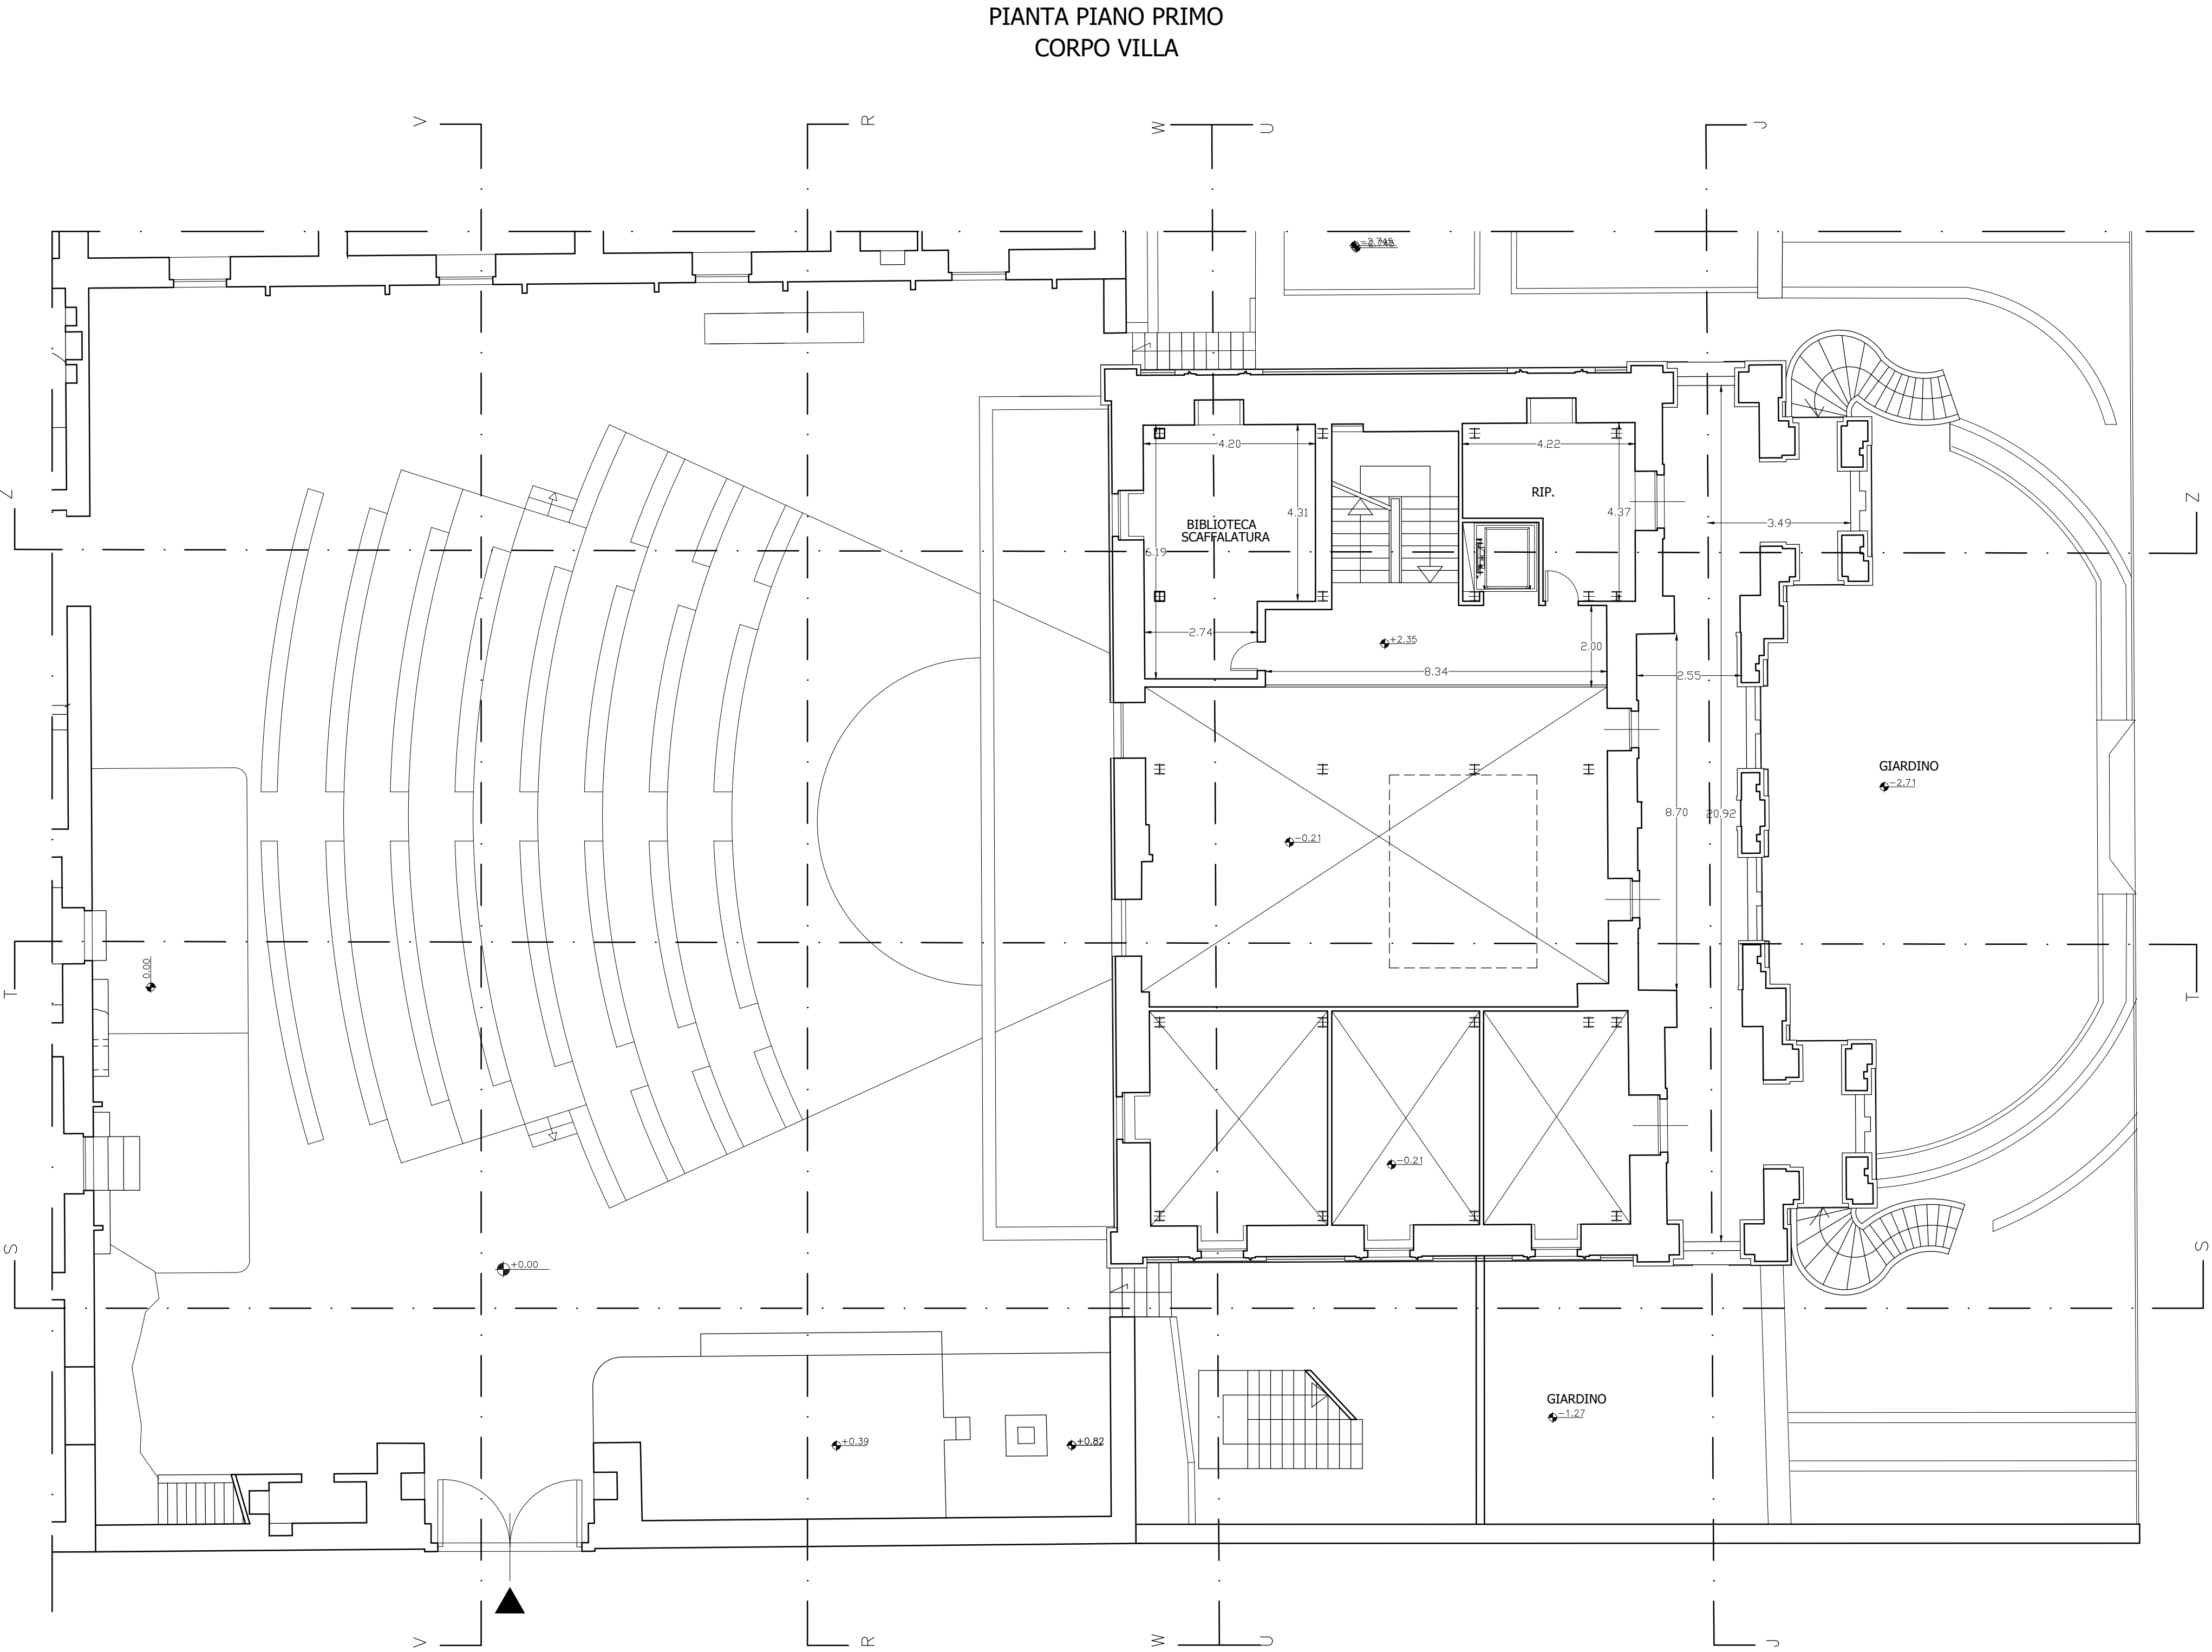 PIANTA PIANO PRIMO
CORPO VILLA
V
R
W
U
J
4.20
4.22
Z
RIP.
Z
4.31
4.37
3.49
BIBLIOTECA
SCAFFALATURA
6.19
2.74
+2.35
2.00
8.34
2.55
GIARDINO
-2.71
8.70
20.92
-0.21
0.00
T
T
-0.21
S
+0.00
S
GIARDINO
-1.27
+0.39
+0.82
V
R
W
U
J